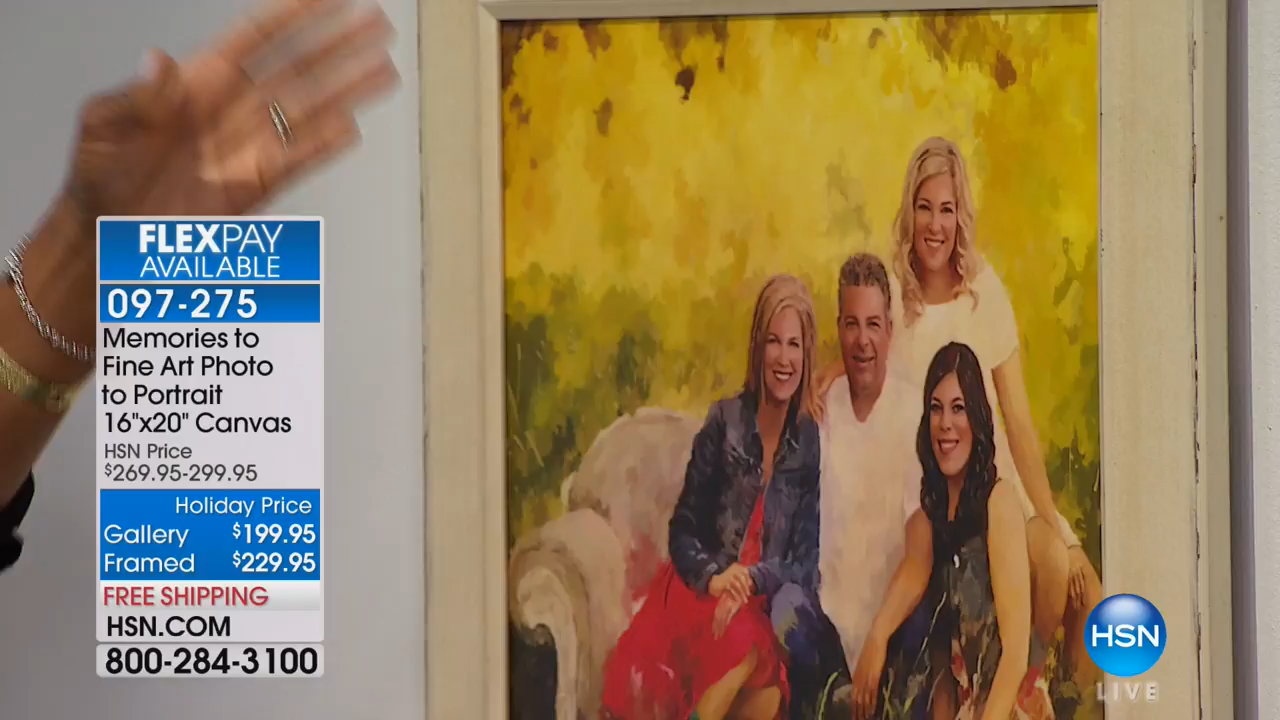 FLEXPAY
AVAILABLE
097-275
Memories to
Fine Art Photo
to Portrait
16"x20" Canvas
HSN Price
$269.95-299.95
Holiday Price
Gallery $199.95
Framed $229.95
FREE SHIPPING
HSN.COM
800-284-3100
HSN
LIVE